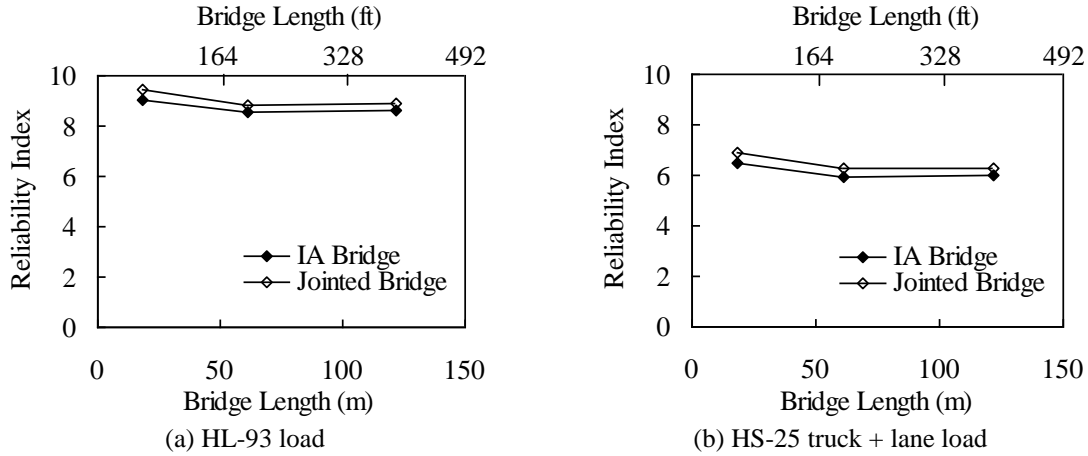 Bridge Length (ft)
164 328 492
10
8
6
4
2
0
Reliability Index
IA Bridge
Jointed Bridge
0 50 100 150
Bridge Length (m)
(a) HL-93 load
Bridge Length (ft)
164 328 492
10
8
6
4
2
0
Reliability Index
IA Bridge
Jointed Bridge
0 50 100 150
Bridge Length (m)
(b) HS-25 truck + lane load